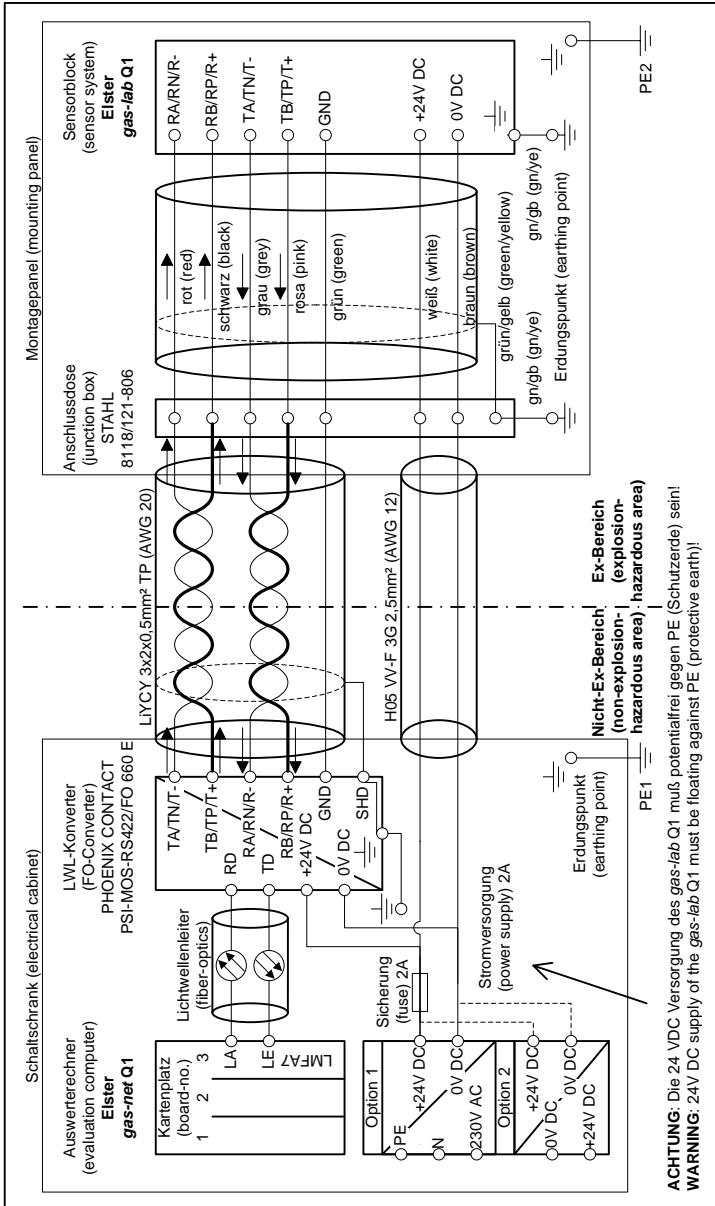 Schaltschrank (electrical cabinet)
Auswerterechner
(evaluation computer)
Elster
gas-net Q1
Kartenplatz
(board-no.)
1 2 3
LA
LE
LMFA7
Lichtwellenleiter
(fiber-optics)
LWL-Konverter
(FO-Converter)
PHOENIX CONTACT
PSI-MOS-RS422/FO 660 E
RD
TD
+24V DC
0V DC
TA/TN/T-
TB/TP/T+
RA/RN/R-
RB/RP/R+
GND
SHD
Option 1
PE
N
230V AC
+24V DC
0V DC
Option 2
0V DC
+24V DC
+24V DC
0V DC
Sicherung
(fuse) 2A
Stromversorgung
(power supply) 2A
Erdungspunkt
(earthing point)
PE1
LiYCY 3x2x0,5mm² TP (AWG 20)
H05 VV-F 3G 2,5mm² (AWG 12)
Nicht-Ex-Bereich
(non-explosion-
hazardous area)
Ex-Bereich
(explosion-
hazardous area)
Montagepanel (mounting panel)
Anschlussdose
(junction box)
STAHL
8118/121-806
rot (red)
schwarz (black)
grau (grey)
rosa (pink)
grün (green)
weiß (white)
braun (brown)
grün/gelb (green/yellow)
gn/gb (gn/ye)
Erdungspunkt (earthing point)
gn/gb (gn/ye)
Sensorblock
(sensor system)
Elster
gas-lab Q1
RA/RN/R-
RB/RP/R+
TA/TN/T-
TB/TP/T+
GND
+24V DC
0V DC
PE2
ACHTUNG: Die 24 VDC Versorgung des gas-lab Q1 muß potentialfrei gegen PE (Schutzerde) sein!
WARNING: 24V DC supply of the gas-lab Q1 must be floating against PE (protective earth)!